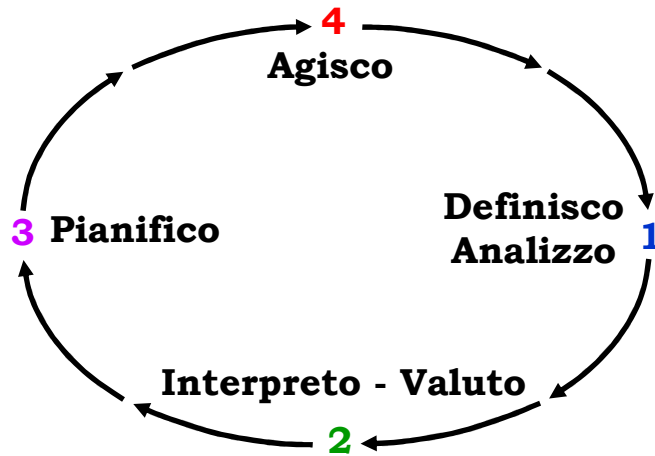 4
Agisco
Definisco
Analizzo 1
3 Pianifico
Interpreto - Valuto
2